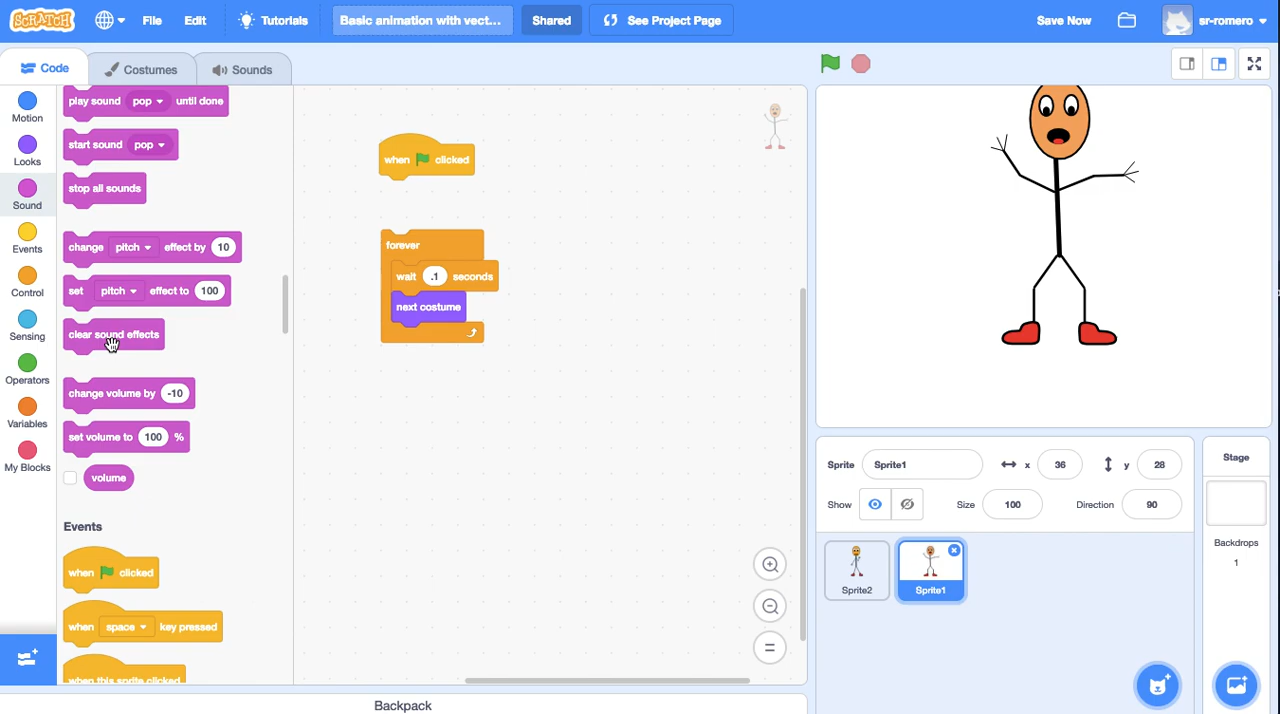 SCRATCH File Edit Tutorials Basic animation with vect... Shared See Project Page Save Now sr-romero
Code Costumes Sounds
Motion
Looks
Sound
Events
Control
Sensing
Operators
Variables
My Blocks
play sound pop until done
start sound pop
stop all sounds
change pitch effect by 10
set pitch effect to 100
clear sound effects
change volume by -10
set volume to 100 %
volume
Events
when clicked
when space key pressed
when this sprite clicked
when clicked
forever
wait .1 seconds
next costume
Backpack
Sprite Sprite1 x 36 y 28
Show Size 100 Direction 90
Sprite2 Sprite1
Stage
Backdrops
1